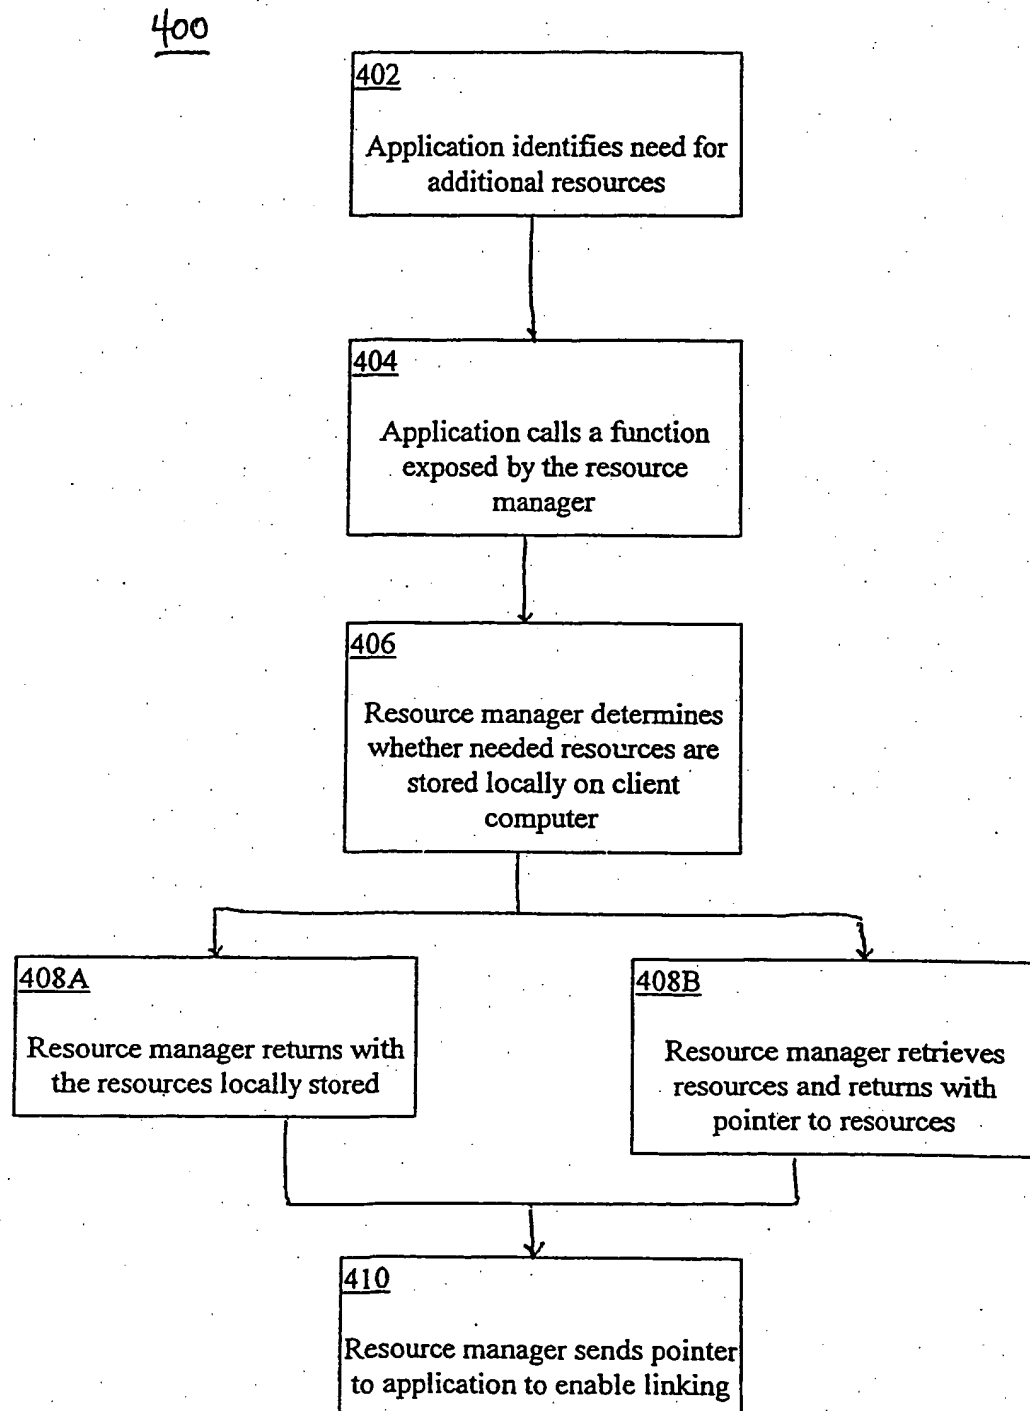 400
402
Application identifies need for
additional resources
404
Application calls a function
exposed by the resource
manager
406
Resource manager determines
whether needed resources are
stored locally on client
computer
408A
Resource manager returns with
the resources locally stored
408B
Resource manager retrieves
resources and returns with
pointer to resources
410
Resource manager sends pointer
to application to enable linking